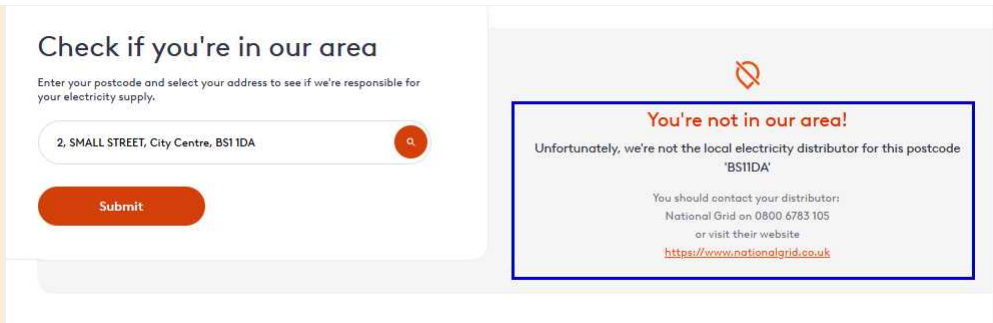 Check if you're in our area
Enter your postcode and select your address to see if we're responsible for
your electricity supply.
2, SMALL STREET, City Centre, BS1 1DA
Submit
You're not in our area!
Unfortunately, we're not the local electricity distributor for this postcode
'BS11DA'
You should contact your distributor:
National Grid on 0800 6783 105
or visit their website
https://www.nationalgrid.co.uk